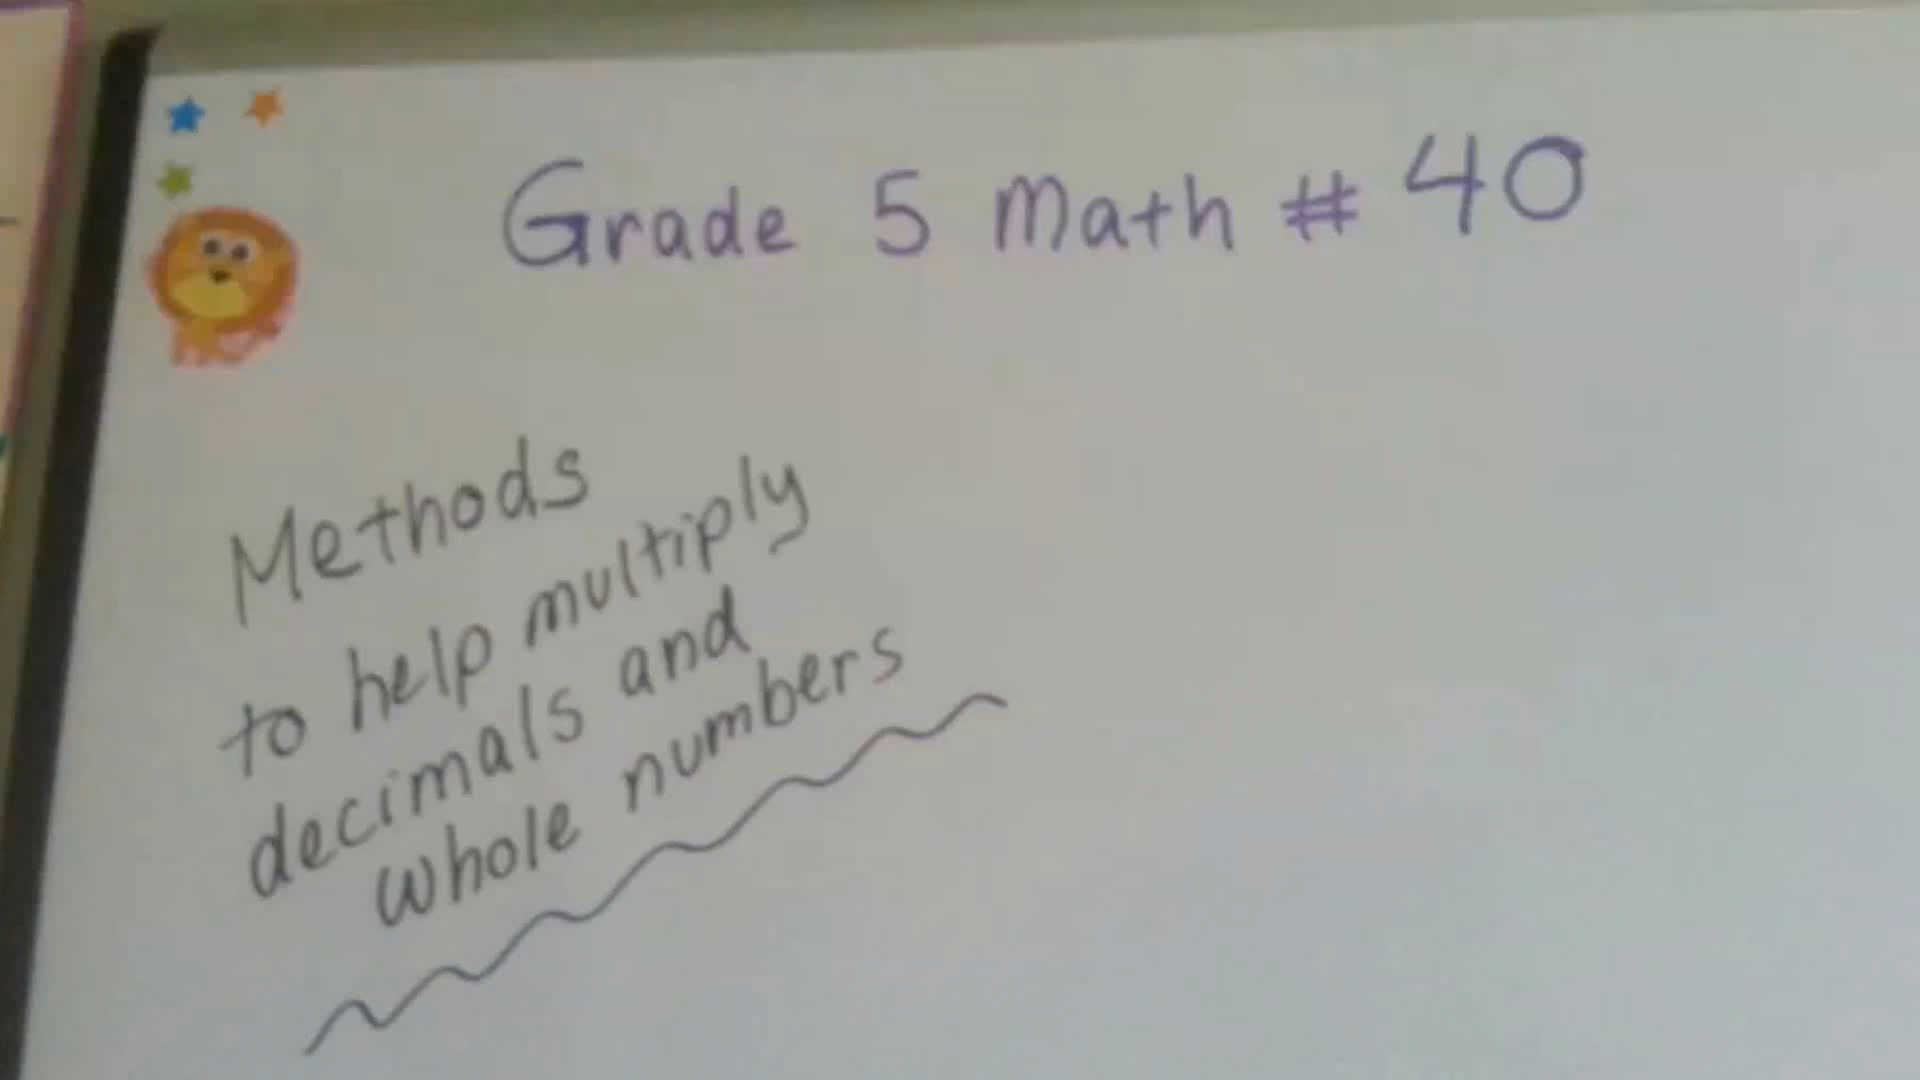 Grade 5 Math # 40
Methods
to help multiply
decimals and
whole numbers